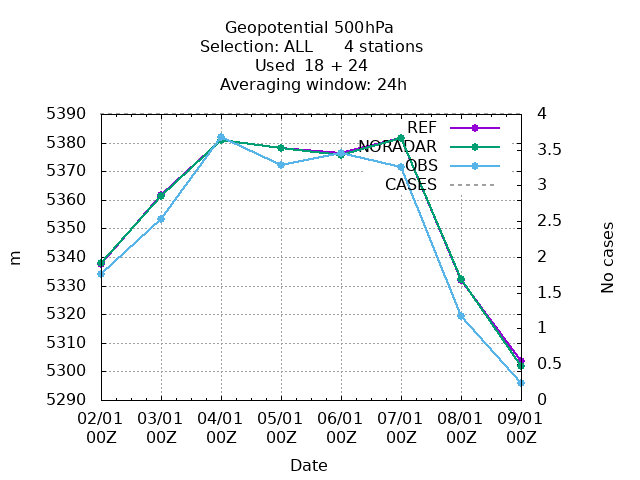 Geopotential 500hPa
Selection: ALL      4 stations
Used  18 + 24
Averaging window: 24h
5390
5380
5370
5360
5350
5340
5330
5320
5310
5300
5290
m
4
3.5
3
2.5
2
1.5
1
0.5
0
No cases
REF
NORADAR
OBS
CASES
02/01 03/01 04/01 05/01 06/01 07/01 08/01 09/01
00Z 00Z 00Z 00Z 00Z 00Z 00Z 00Z
Date